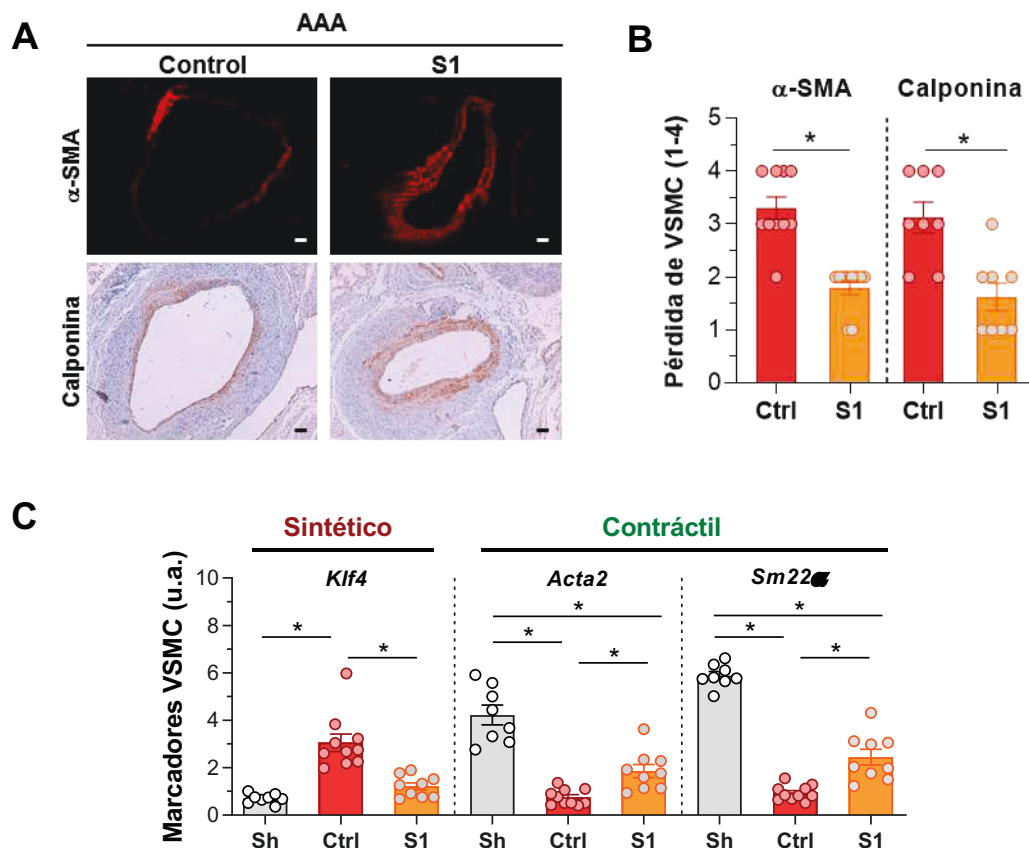 A
AAA
Control
S1
α-SMA
Calponina
B
α-SMA
Calponina
Pérdida de VSMC (1-4)
5
4
3
2
1
0
*
*
Ctrl
S1
Ctrl
S1
C
Sintético
Contráctil
Marcadores VSMC (u.a.)
Klf4
Acta2
Sm22α
10
8
6
4
2
0
*
*
*
*
*
*
*
*
Sh
Ctrl
S1
Sh
Ctrl
S1
Sh
Ctrl
S1